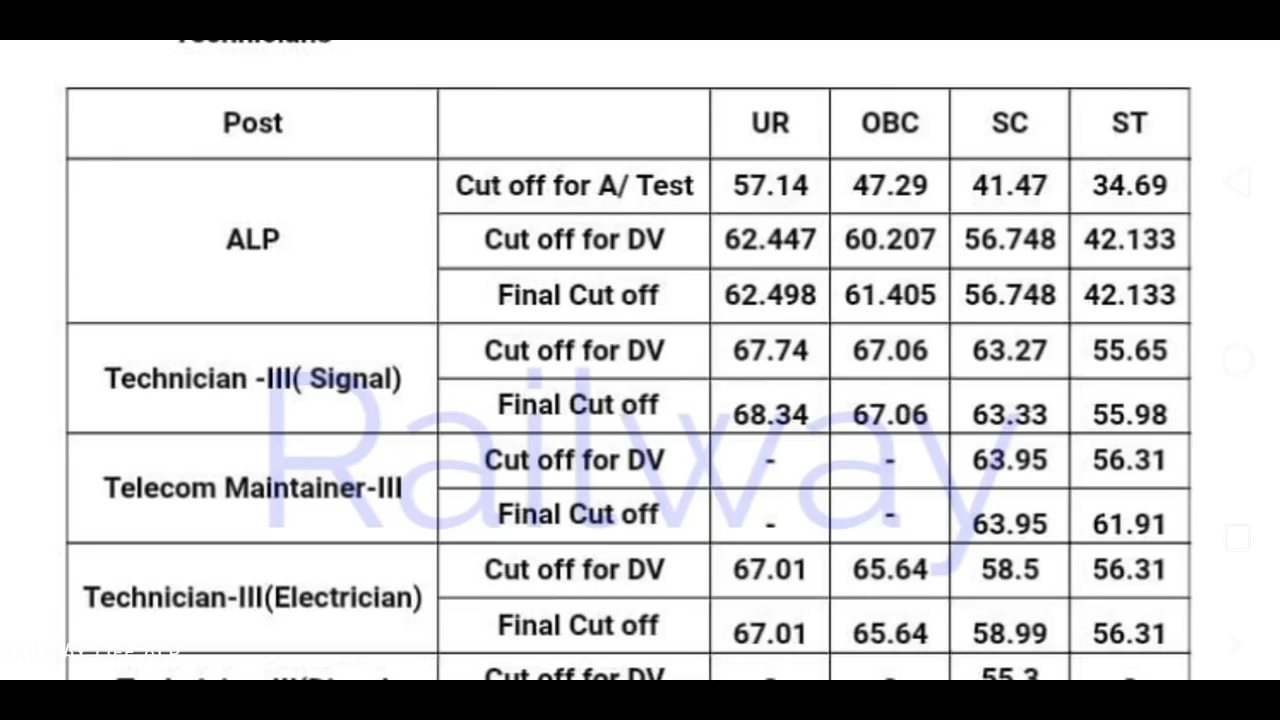 Technicians
Post UR OBC SC ST
ALP
Cut off for A/ Test 57.14 47.29 41.47 34.69
Cut off for DV 62.447 60.207 56.748 42.133
Final Cut off 62.498 61.405 56.748 42.133
Technician -III( Signal)
Cut off for DV 67.74 67.06 63.27 55.65
Final Cut off 68.34 67.06 63.33 55.98
Telecom Maintainer-III
Cut off for DV - - 63.95 56.31
Final Cut off - - 63.95 61.91
Technician-III(Electrician)
Cut off for DV 67.01 65.64 58.5 56.31
Final Cut off 67.01 65.64 58.99 56.31
Cut off for DV - - 55.3 -
Railway